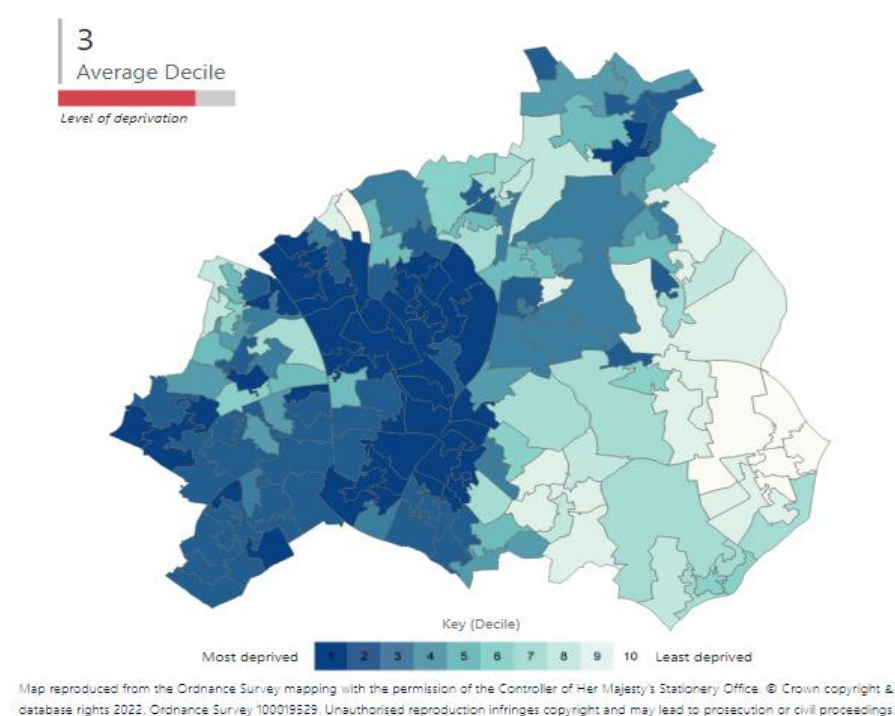 3
Average Decile
Level of deprivation
Key (Decile)
Most deprived 1 2 3 4 5 6 7 8 9 10 Least deprived
Map reproduced from the Ordnance Survey mapping with the permission of the Controller of Her Majesty's Stationery Office. © Crown copyright &
database rights 2022. Ordnance Survey 100019529. Unauthorised reproduction infringes copyright and may lead to prosecution or civil proceedings.